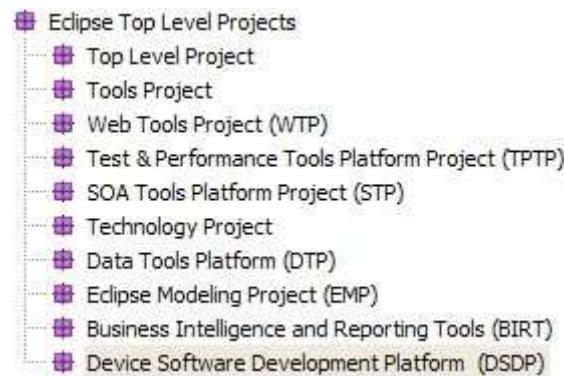 Eclipse Top Level Projects
Top Level Project
Tools Project
Web Tools Project (WTP)
Test & Performance Tools Platform Project (TPTP)
SOA Tools Platform Project (STP)
Technology Project
Data Tools Platform (DTP)
Eclipse Modeling Project (EMP)
Business Intelligence and Reporting Tools (BIRT)
Device Software Development Platform (DSDP)